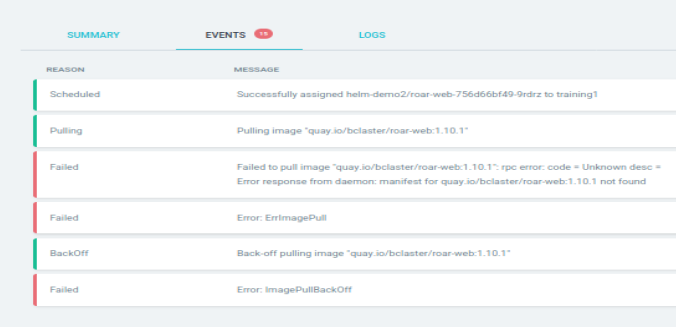 SUMMARY EVENTS 15 LOGS
REASON MESSAGE
Scheduled Successfully assigned helm-demo2/roar-web-756d66bf49-9rdrz to training1
Pulling Pulling image "quay.io/bclaster/roar-web:1.10.1"
Failed Failed to pull image "quay.io/bclaster/roar-web:1.10.1": rpc error: code = Unknown desc =
Error response from daemon: manifest for quay.io/bclaster/roar-web:1.10.1 not found
Failed Error: ErrImagePull
BackOff Back-off pulling image "quay.io/bclaster/roar-web:1.10.1"
Failed Error: ImagePullBackOff